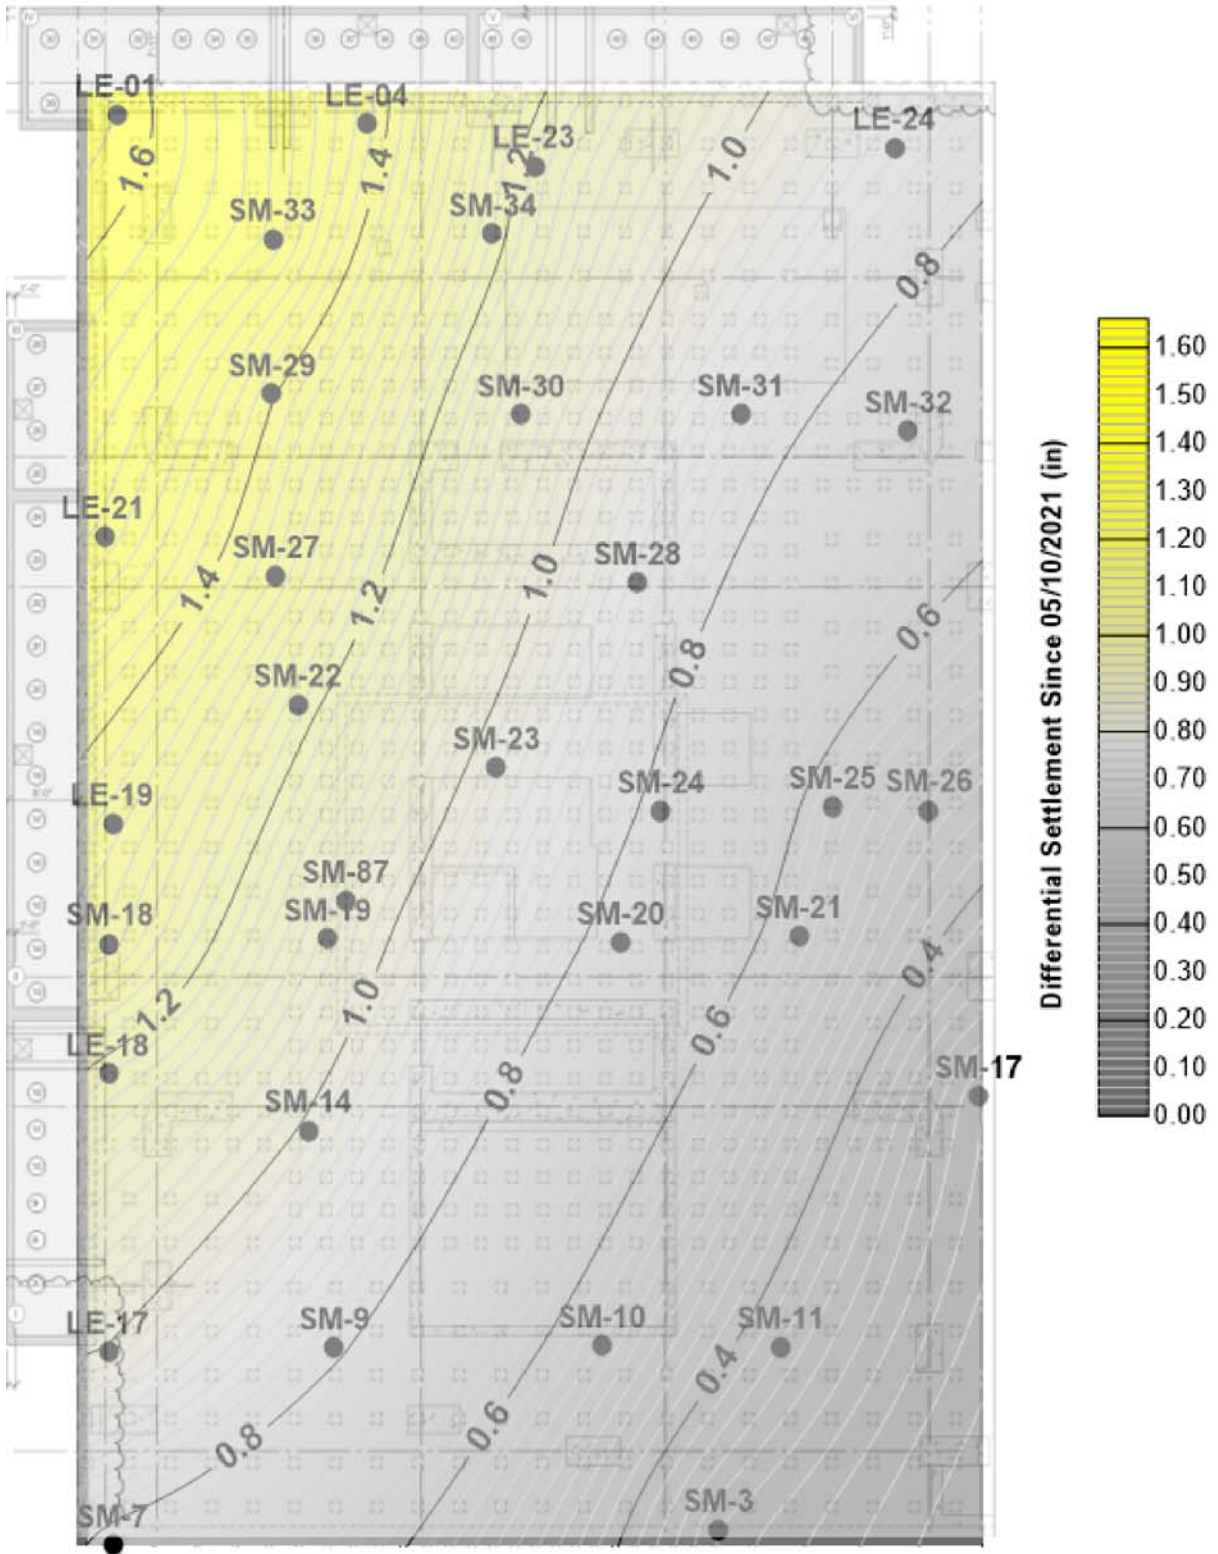 LE-01
LE-04
LE-23
LE-24
1.6
1.4
1.2
1.0
SM-33
SM-34
0.8
SM-29
SM-30
SM-31
SM-32
LE-21
SM-27
SM-28
1.4
1.2
1.0
0.6
SM-22
0.8
SM-23
LE-19
SM-24
SM-25
SM-26
SM-87
SM-18
SM-19
SM-20
SM-21
0.4
1.2
1.0
0.6
LE-18
0.8
SM-17
SM-14
LE-17
SM-9
SM-10
SM-11
0.4
0.8
0.6
SM-7
SM-3
Differential Settlement Since 05/10/2021 (in)
1.60
1.50
1.40
1.30
1.20
1.10
1.00
0.90
0.80
0.70
0.60
0.50
0.40
0.30
0.20
0.10
0.00